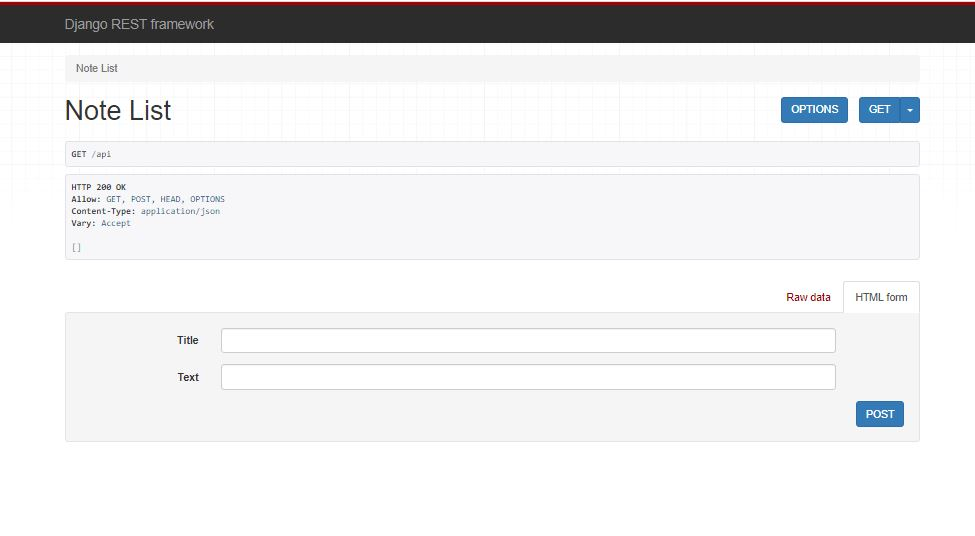 Django REST framework
Note List
Note List
OPTIONS GET
GET /api
HTTP 200 OK
Allow: GET, POST, HEAD, OPTIONS
Content-Type: application/json
Vary: Accept
[]
Raw data HTML form
Title
Text
POST